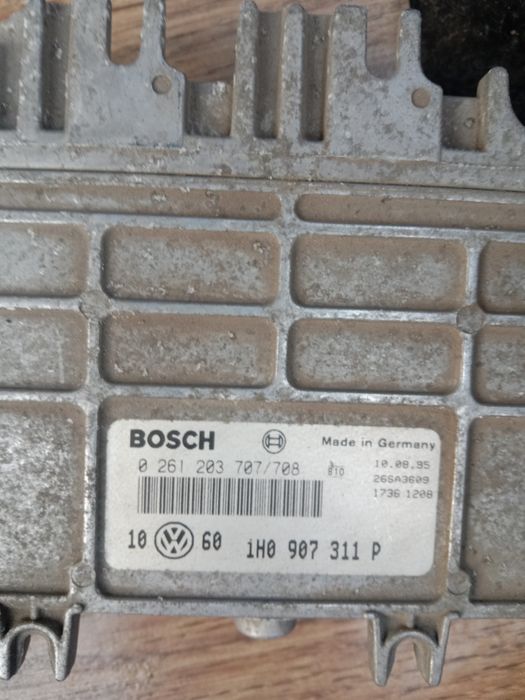 BOSCH
Made in Germany
0 261 203 707/708
10.08.95
26SA3609
1736 1208
10 60 1H0 907 311 P